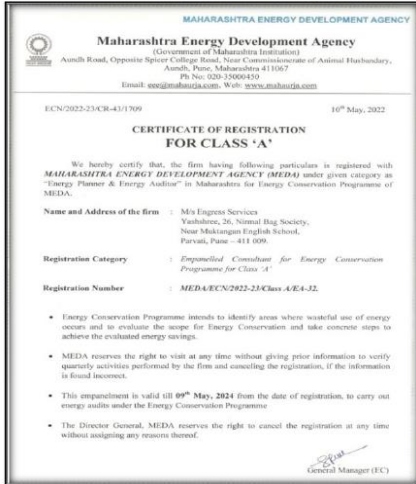 MAHARASHTRA ENERGY DEVELOPMENT AGENCY
Maharashtra Energy Development Agency
(Government of Maharashtra Institution)
Aundh Road, Opposite Spicer College Road, Near Commissionerate of Animal Husbandary,
Aundh, Pune, Maharashtra 411067
Ph No: 020-35000450
Email: eee@mahaurja.com, Web: www.mahaurja.com
ECN/2022-23/CR-43/1709 10th May, 2022
CERTIFICATE OF REGISTRATION
FOR CLASS 'A'
We hereby certify that, the firm having following particulars is registered with
MAHARASHTRA ENERGY DEVELOPMENT AGENCY (MEDA) under given category as
"Energy Planner & Energy Auditor" in Maharashtra for Energy Conservation Programme of
MEDA.
Name and Address of the firm : M/s Engress Services
Yashshree, 26, Nirmal Bag Society,
Near Muktangan English School,
Parvati, Pune – 411 009.
Registration Category : Empanelled Consultant for Energy Conservation
Programme for Class 'A'
Registration Number : MEDA/ECN/2022-23/Class A/EA-32.
• Energy Conservation Programme intends to identify areas where wasteful use of energy
occurs and to evaluate the scope for Energy Conservation and take concrete steps to
achieve the evaluated energy savings.
• MEDA reserves the right to visit at any time without giving prior information to verify
quarterly activities performed by the firm and canceling the registration, if the information
is found incorrect.
• This empanelment is valid till 09th May, 2024 from the date of registration, to carry out
energy audits under the Energy Conservation Programme
• The Director General, MEDA reserves the right to cancel the registration at any time
without assigning any reasons thereof.
General Manager (EC)